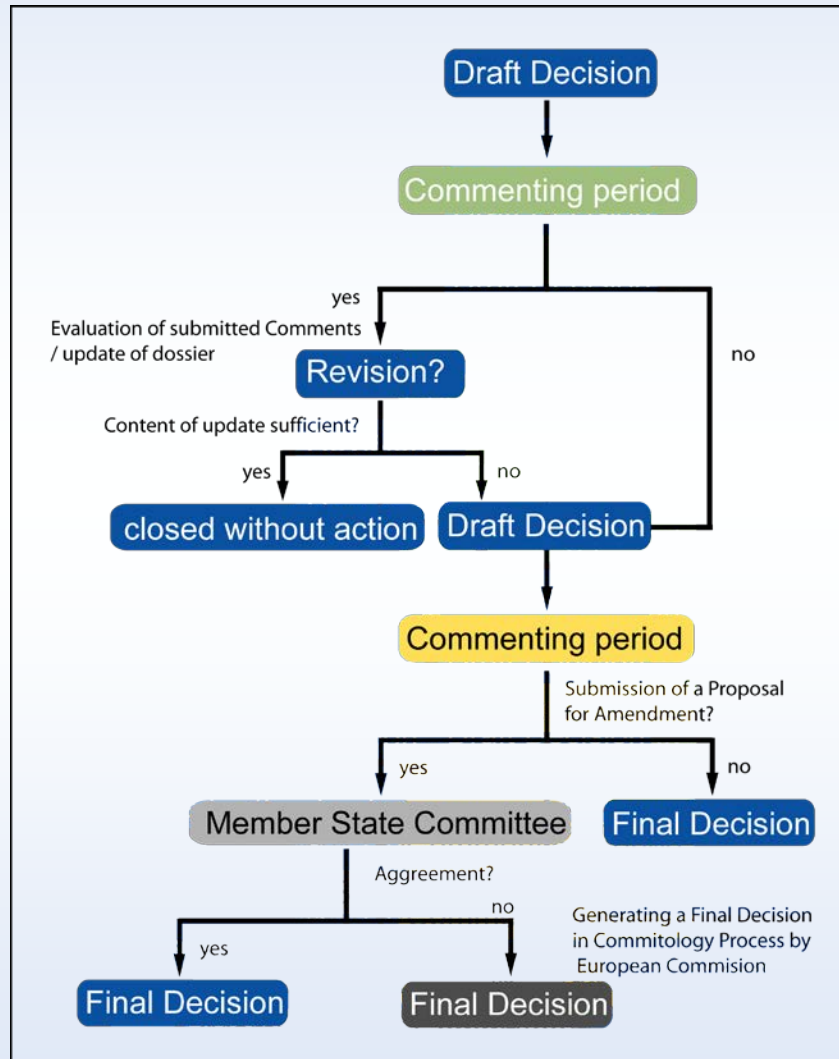 Draft Decision
Commenting period
yes
Evaluation of submitted Comments
/ update of dossier
no
Revision?
Content of update sufficient?
yes
no
closed without action
Draft Decision
Commenting period
Submission of a Proposal
for Amendment?
yes
no
Member State Committee
Final Decision
Aggreement?
no
Generating a Final Decision
in Commitology Process by
European Commision
yes
Final Decision
Final Decision